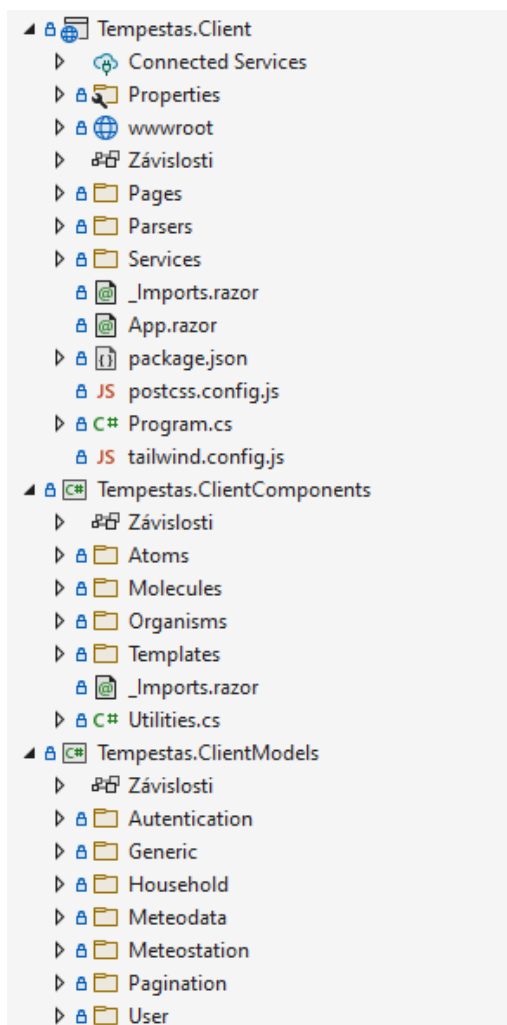 Tempestas.Client
Connected Services
Properties
wwwroot
Závislosti
Pages
Parsers
Services
_Imports.razor
App.razor
package.json
JS postcss.config.js
C# Program.cs
JS tailwind.config.js
C# Tempestas.ClientComponents
Závislosti
Atoms
Molecules
Organisms
Templates
_Imports.razor
C# Utilities.cs
C# Tempestas.ClientModels
Závislosti
Autentication
Generic
Household
Meteodata
Meteostation
Pagination
User